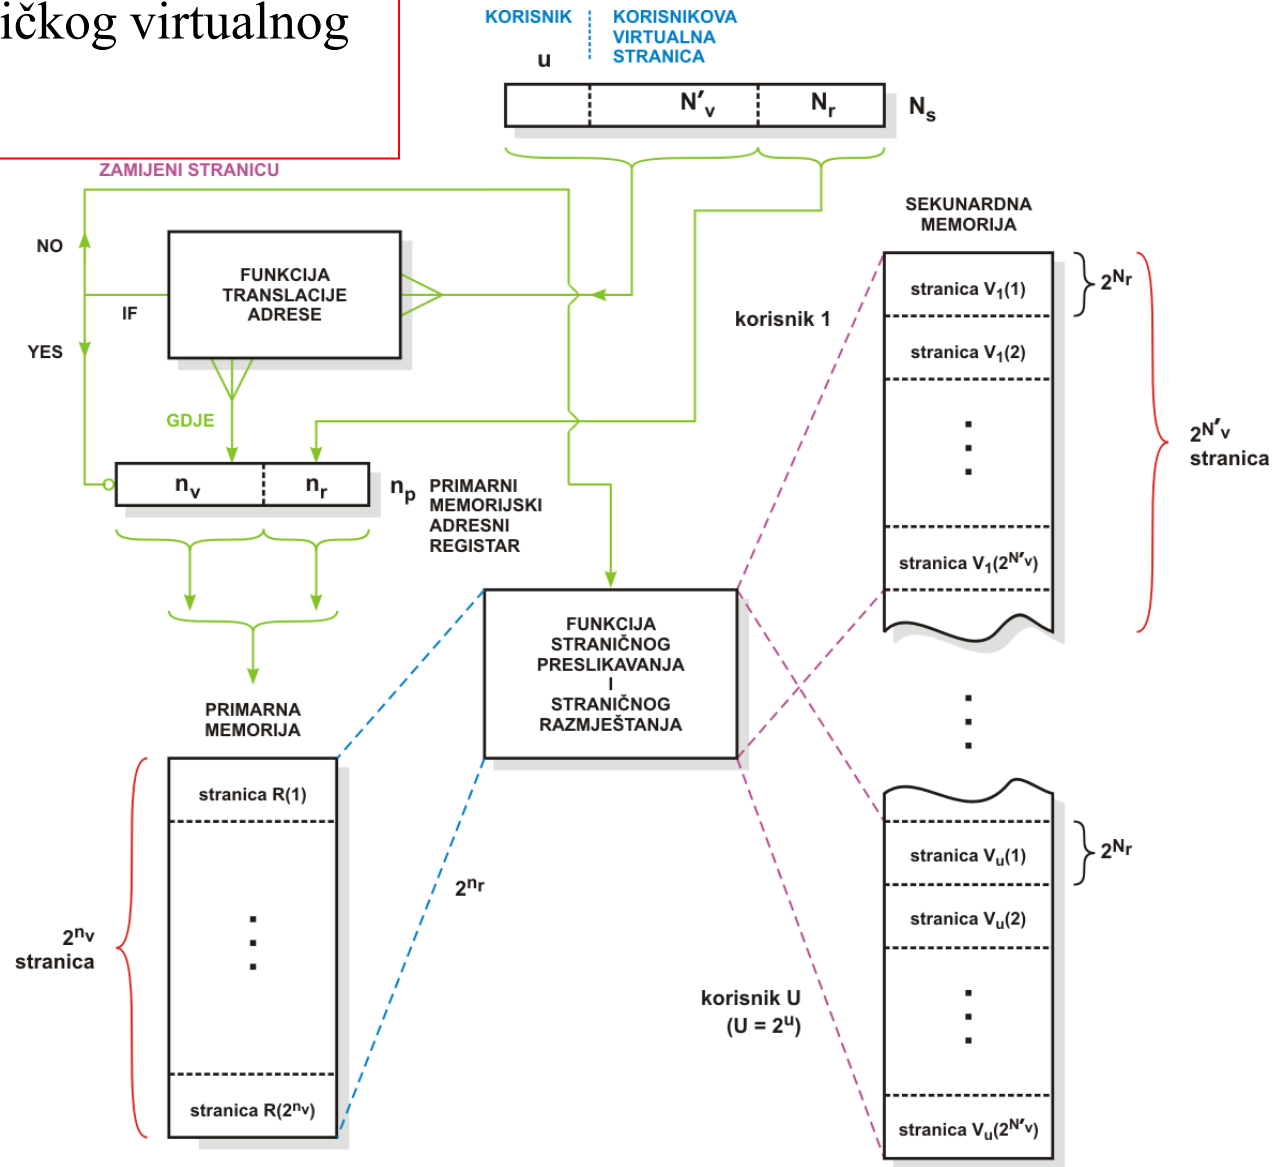 ičkog virtualnog
KORISNIK
KORISNIKOVA
VIRTUALNA
STRANICA
u
N′v
Nr
Ns
ZAMIJENI STRANICU
NO
IF
YES
FUNKCIJA
TRANSLACIJE
ADRESE
GDJE
nv
nr
np
PRIMARNI
MEMORIJSKI
ADRESNI
REGISTAR
SEKUNARDNA
MEMORIJA
stranica V1(1)
2Nr
korisnik 1
stranica V1(2)
2N′v
stranica
stranica V1(2N′v)
FUNKCIJA
STRANIČNOG
PRESLIKAVANJA
I
STRANIČNOG
RAZMJEŠTANJA
PRIMARNA
MEMORIJA
stranica R(1)
2nr
2nv
stranica
stranica R(2nv)
stranica Vu(1)
2Nr
stranica Vu(2)
korisnik U
(U = 2u)
stranica Vu(2N′v)